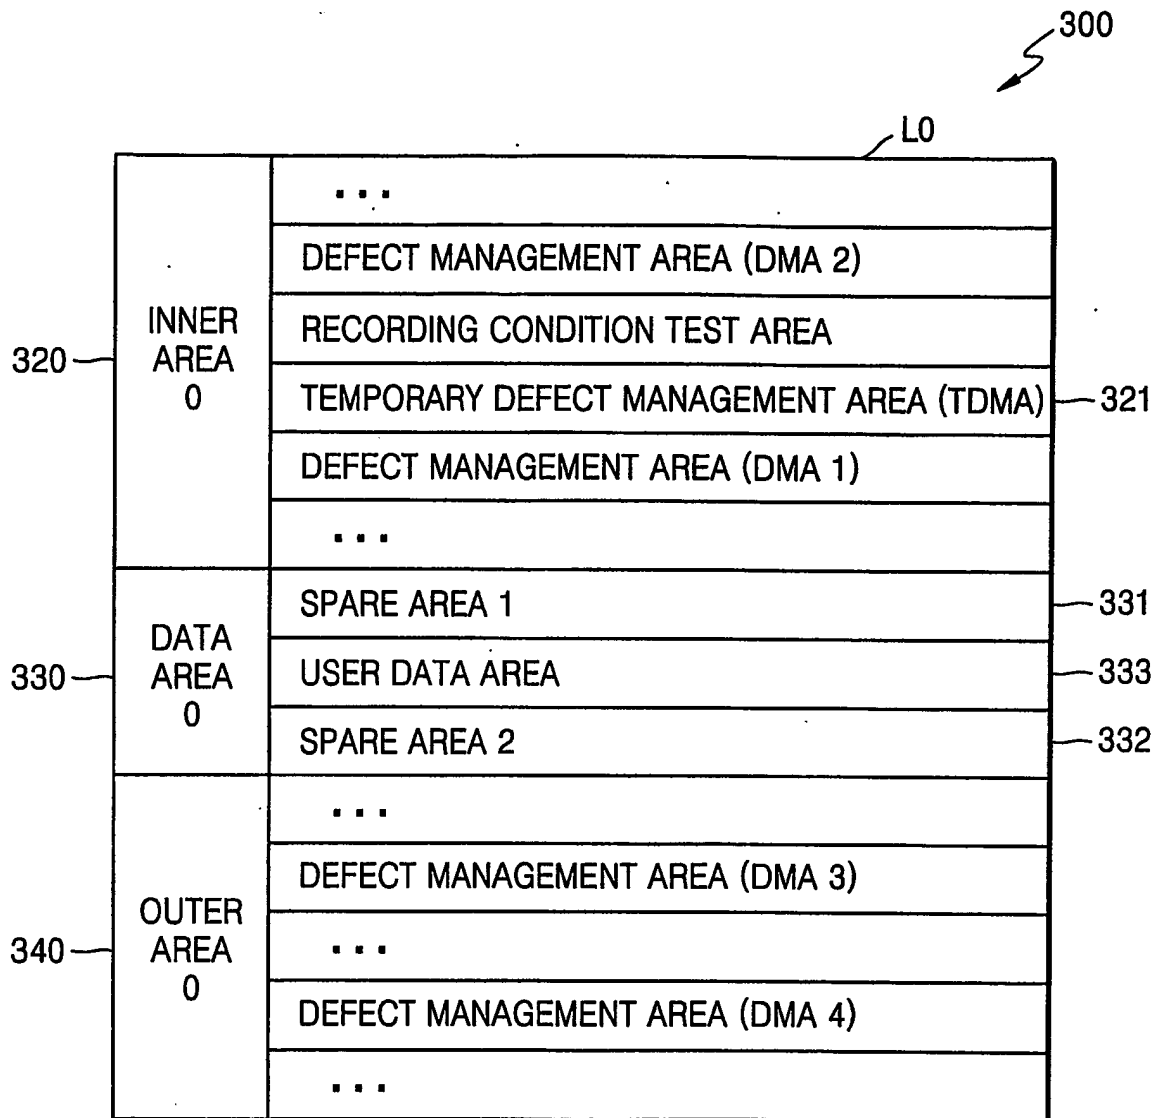 300
L0
...
DEFECT MANAGEMENT AREA (DMA 2)
RECORDING CONDITION TEST AREA
TEMPORARY DEFECT MANAGEMENT AREA (TDMA)
321
DEFECT MANAGEMENT AREA (DMA 1)
...
320
INNER
AREA
0
SPARE AREA 1
331
USER DATA AREA
333
SPARE AREA 2
332
330
DATA
AREA
0
...
DEFECT MANAGEMENT AREA (DMA 3)
...
DEFECT MANAGEMENT AREA (DMA 4)
...
340
OUTER
AREA
0